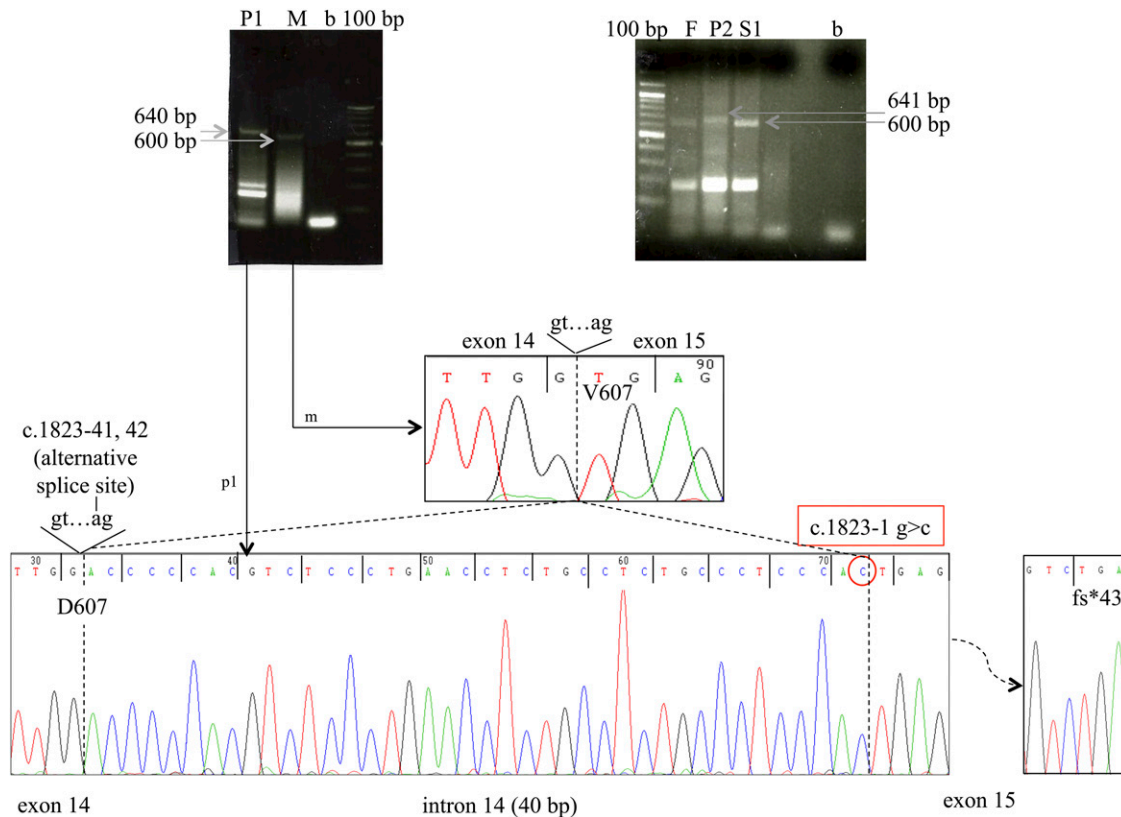 P1 M b 100 bp
100 bp F P2 S1 b
640 bp
600 bp
641 bp
600 bp
gt…ag
exon 14 exon 15
90
T T G G T G A G
V607
m
c.1823-41, 42
(alternative
splice site)
gt…ag
p1
c.1823-1 g>c
30 40 50 60 70
T T G G A C C C C C A C G T C T C C C T G A A C C T C T G C C T C T G C C C T C C C A C T G A G
D607
G T C T G A
fs*43
exon 14 intron 14 (40 bp) exon 15